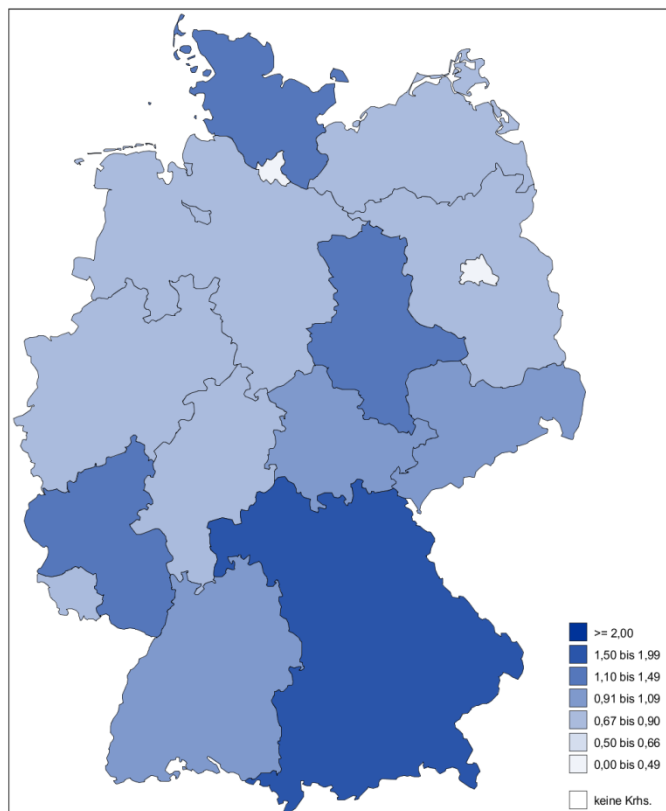 >= 2,00
1,50 bis 1,99
1,10 bis 1,49
0,91 bis 1,09
0,67 bis 0,90
0,50 bis 0,66
0,00 bis 0,49
keine Krhs.